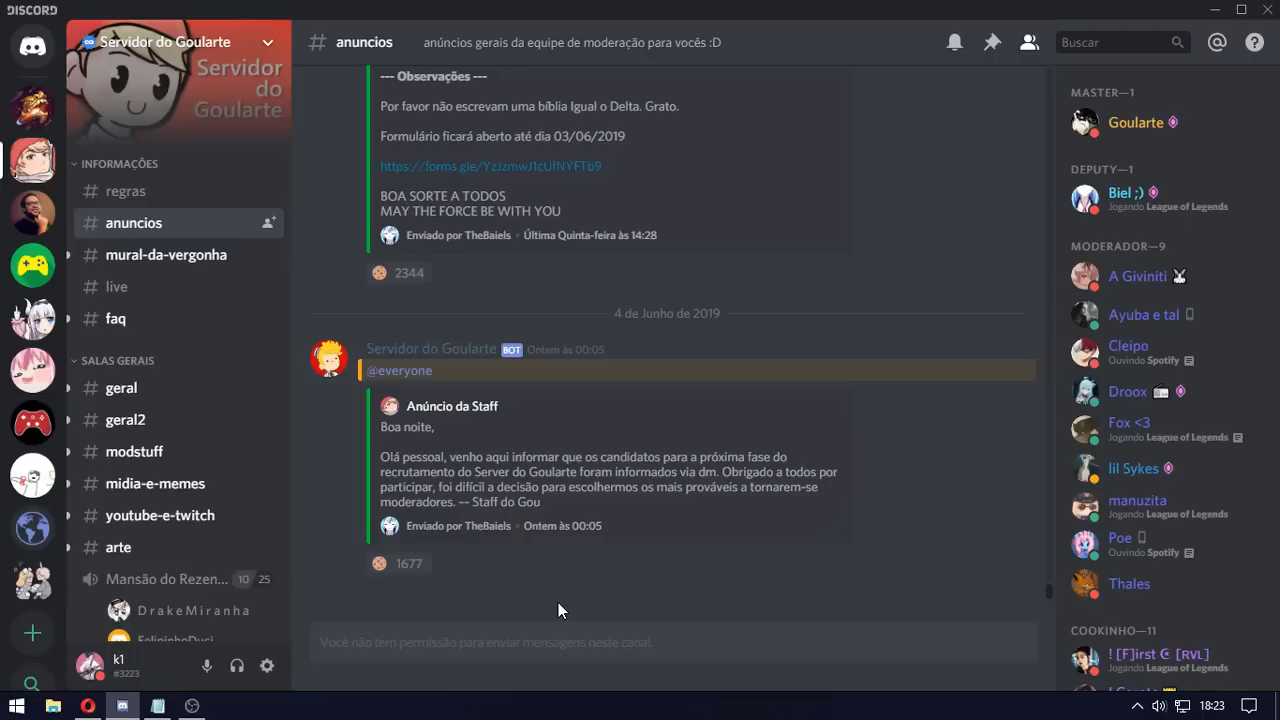 DISCORD
Servidor do Goularte
Servidor
do
Goularte
INFORMAÇÕES
# regras
# anuncios
# mural-da-vergonha
# live
# faq
SALAS GERAIS
# geral
# geral2
# modstuff
# midia-e-memes
# youtube-e-twitch
# arte
Mansão do Rezen... 10 25
D r a k e M i r a n h a
FelipinhoDuci
k1
#3223
# anuncios anúncios gerais da equipe de moderação para vocês :D
Buscar
--- Observações ---
Por favor não escrevam uma bíblia Igual o Delta. Grato.
Formulário ficará aberto até dia 03/06/2019
BOA SORTE A TODOS
MAY THE FORCE BE WITH YOU
Enviado por TheBaiels • Última Quinta-feira às 14:28
2344
4 de Junho de 2019
Servidor do Goularte BOT Ontem às 00:05
@everyone
Anúncio da Staff
Boa noite,
Olá pessoal, venho aqui informar que os candidatos para a próxima fase do
recrutamento do Server do Goularte foram informados via dm. Obrigado a todos por
participar, foi difícil a decisão para escolhermos os mais prováveis a tornarem-se
moderadores. -- Staff do Gou
Enviado por TheBaiels • Ontem às 00:05
1677
Você não tem permissão para enviar mensagens neste canal.
MASTER—1
Goularte
DEPUTY—1
Biel ;)
Jogando League of Legends
MODERADOR—9
A Giviniti
Ayuba e tal
Cleipo
Ouvindo Spotify
Droox
Fox <3
Jogando League of Legends
lil Sykes
manuzita
Jogando League of Legends
Poe
Ouvindo Spotify
Thales
COOKINHO—11
! [F]irst ☪ [RVL]
Jogando League of Legends
18:23